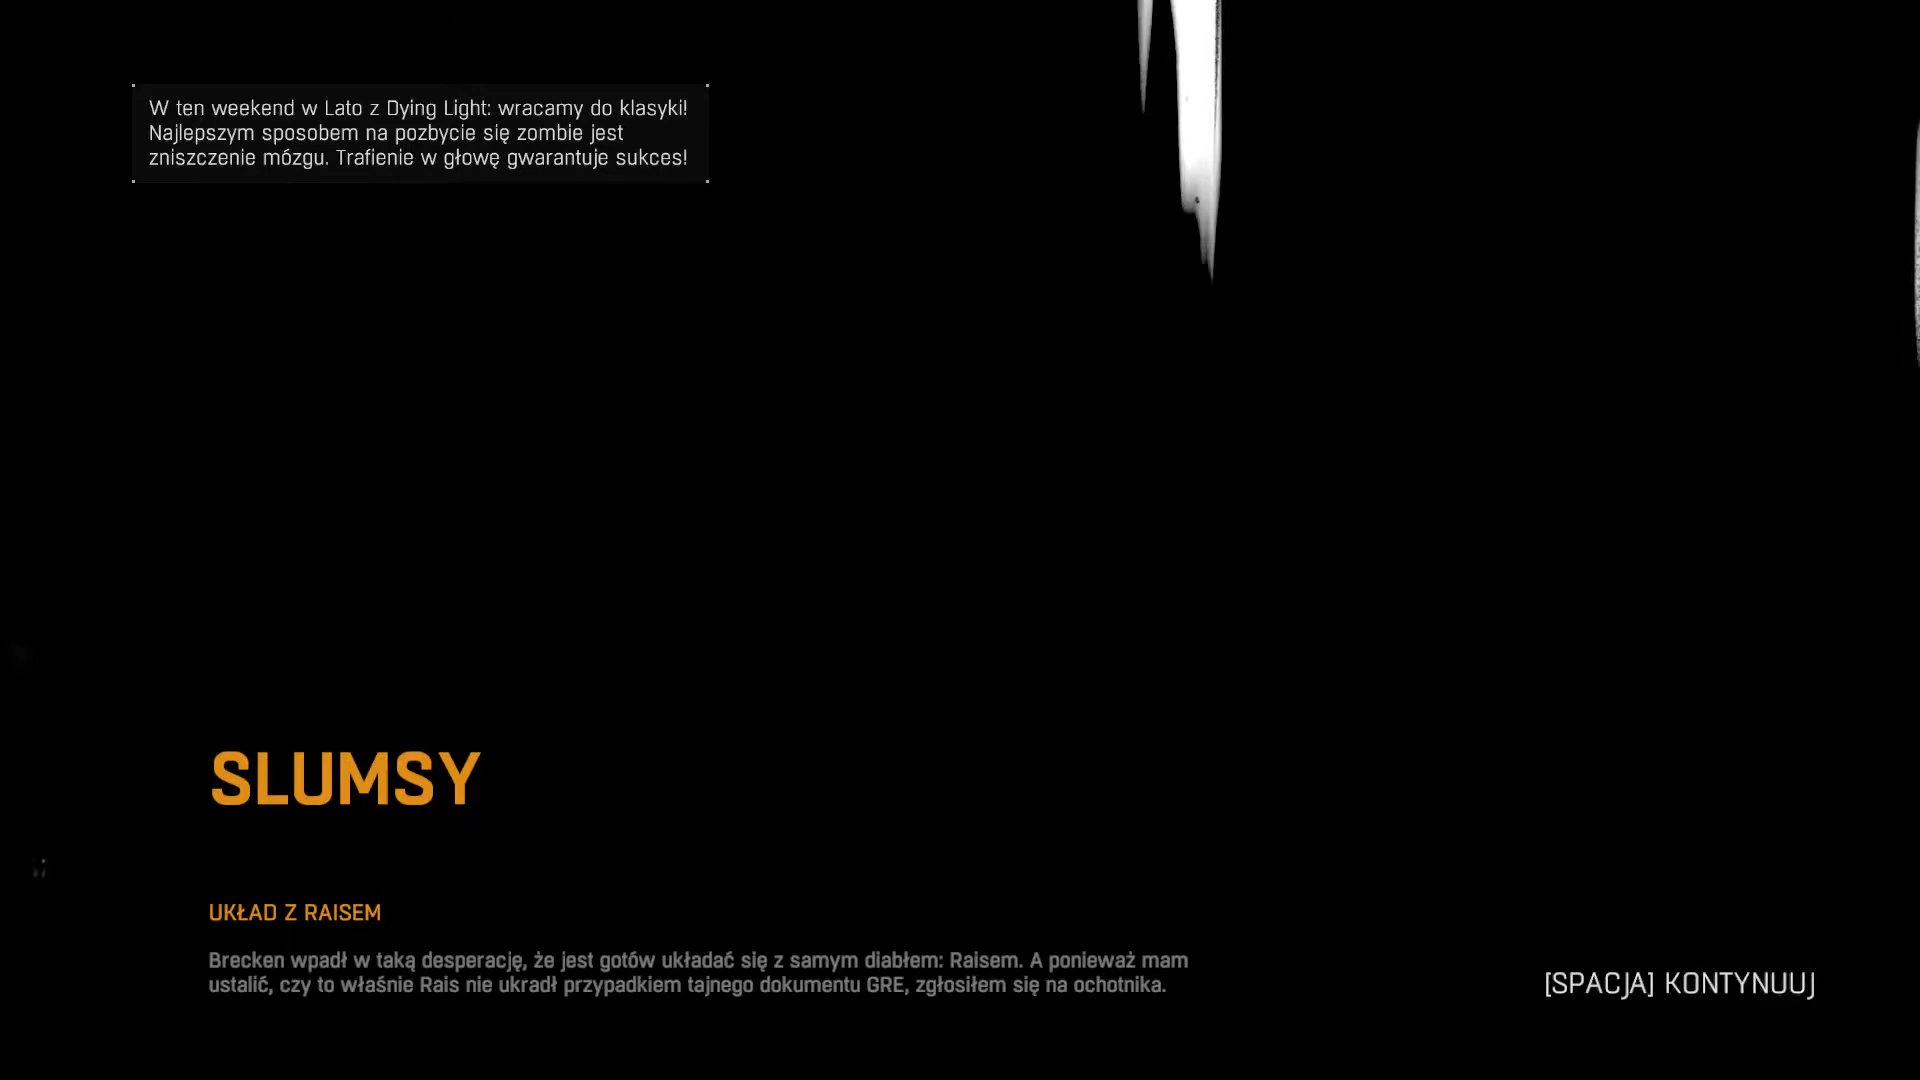 W ten weekend w Lato z Dying Light: wracamy do klasyki!
Najlepszym sposobem na pozbycie się zombie jest
zniszczenie mózgu. Trafienie w głowę gwarantuje sukces!
SLUMSY
UKŁAD Z RAISEM
Brecken wpadł w taką desperację, że jest gotów układać się z samym diabłem: Raisem. A ponieważ mam
ustalić, czy to właśnie Rais nie ukradł przypadkiem tajnego dokumentu GRE, zgłosiłem się na ochotnika.
[SPACJA] KONTYNUUJ